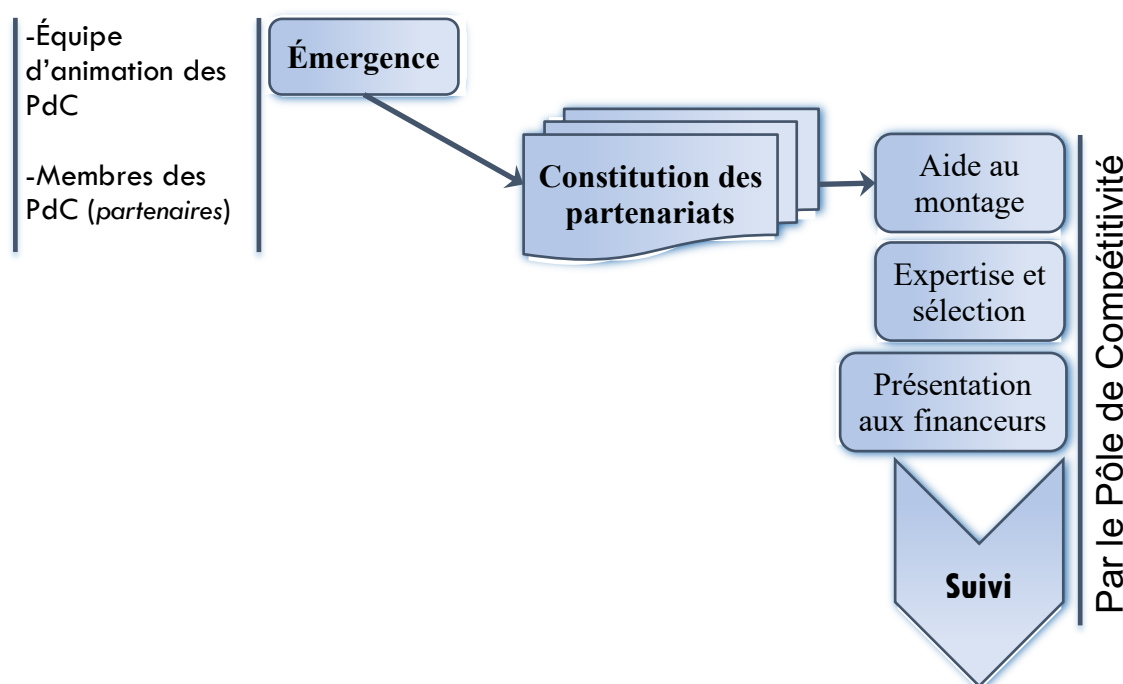 -Équipe
d’animation des
PdC
-Membres des
PdC (partenaires)
Émergence
Constitution des
partenariats
Aide au
montage
Expertise et
sélection
Présentation
aux financeurs
Suivi
Par le Pôle de Compétitivité